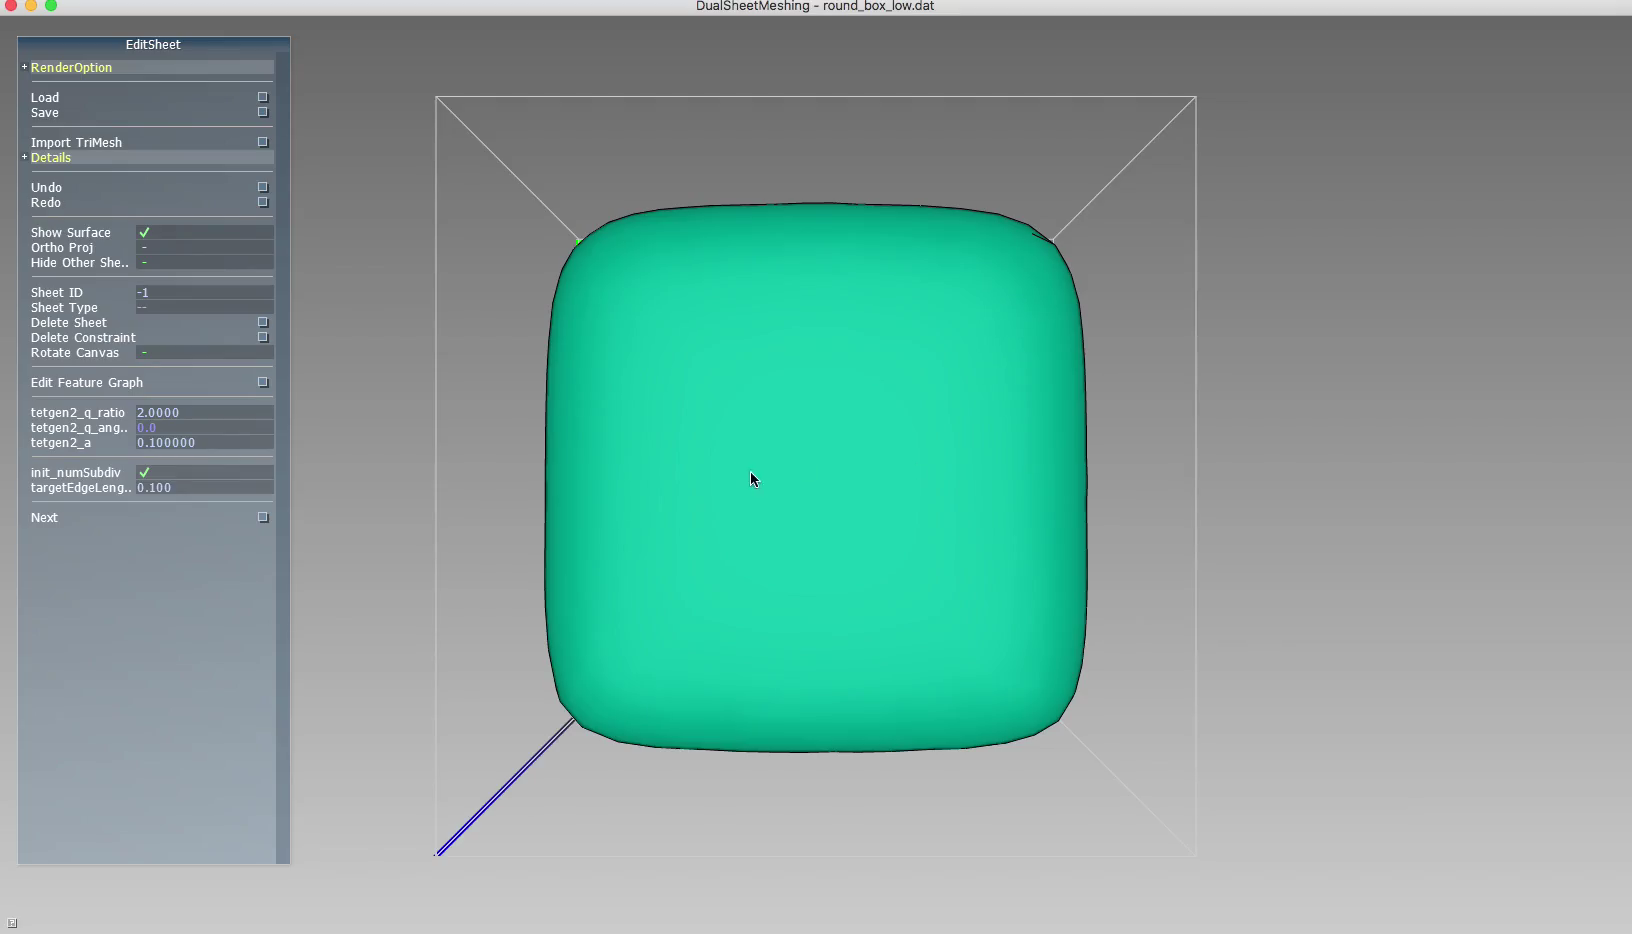 DualSheetMeshing - round_box_low.dat
EditSheet
+ RenderOption
Load
Save
Import TriMesh
+ Details
Undo
Redo
Show Surface ✓
Ortho Proj -
Hide Other She.. -
Sheet ID -1
Sheet Type --
Delete Sheet
Delete Constraint
Rotate Canvas -
Edit Feature Graph
tetgen2_q_ratio 2.0000
tetgen2_q_ang.. 0.0
tetgen2_a 0.100000
init_numSubdiv ✓
targetEdgeLeng.. 0.100
Next